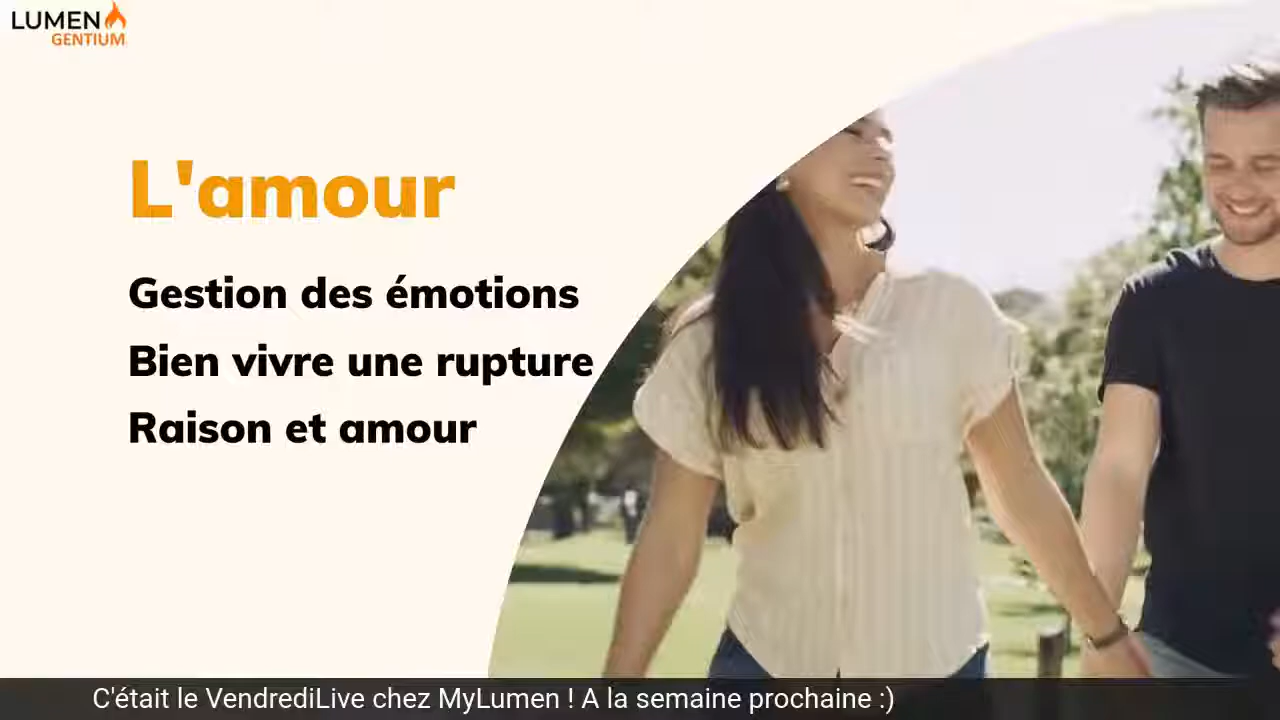 LUMEN
GENTIUM
L'amour
Gestion des émotions
Bien vivre une rupture
Raison et amour
C'était le VendrediLive chez MyLumen ! A la semaine prochaine :)